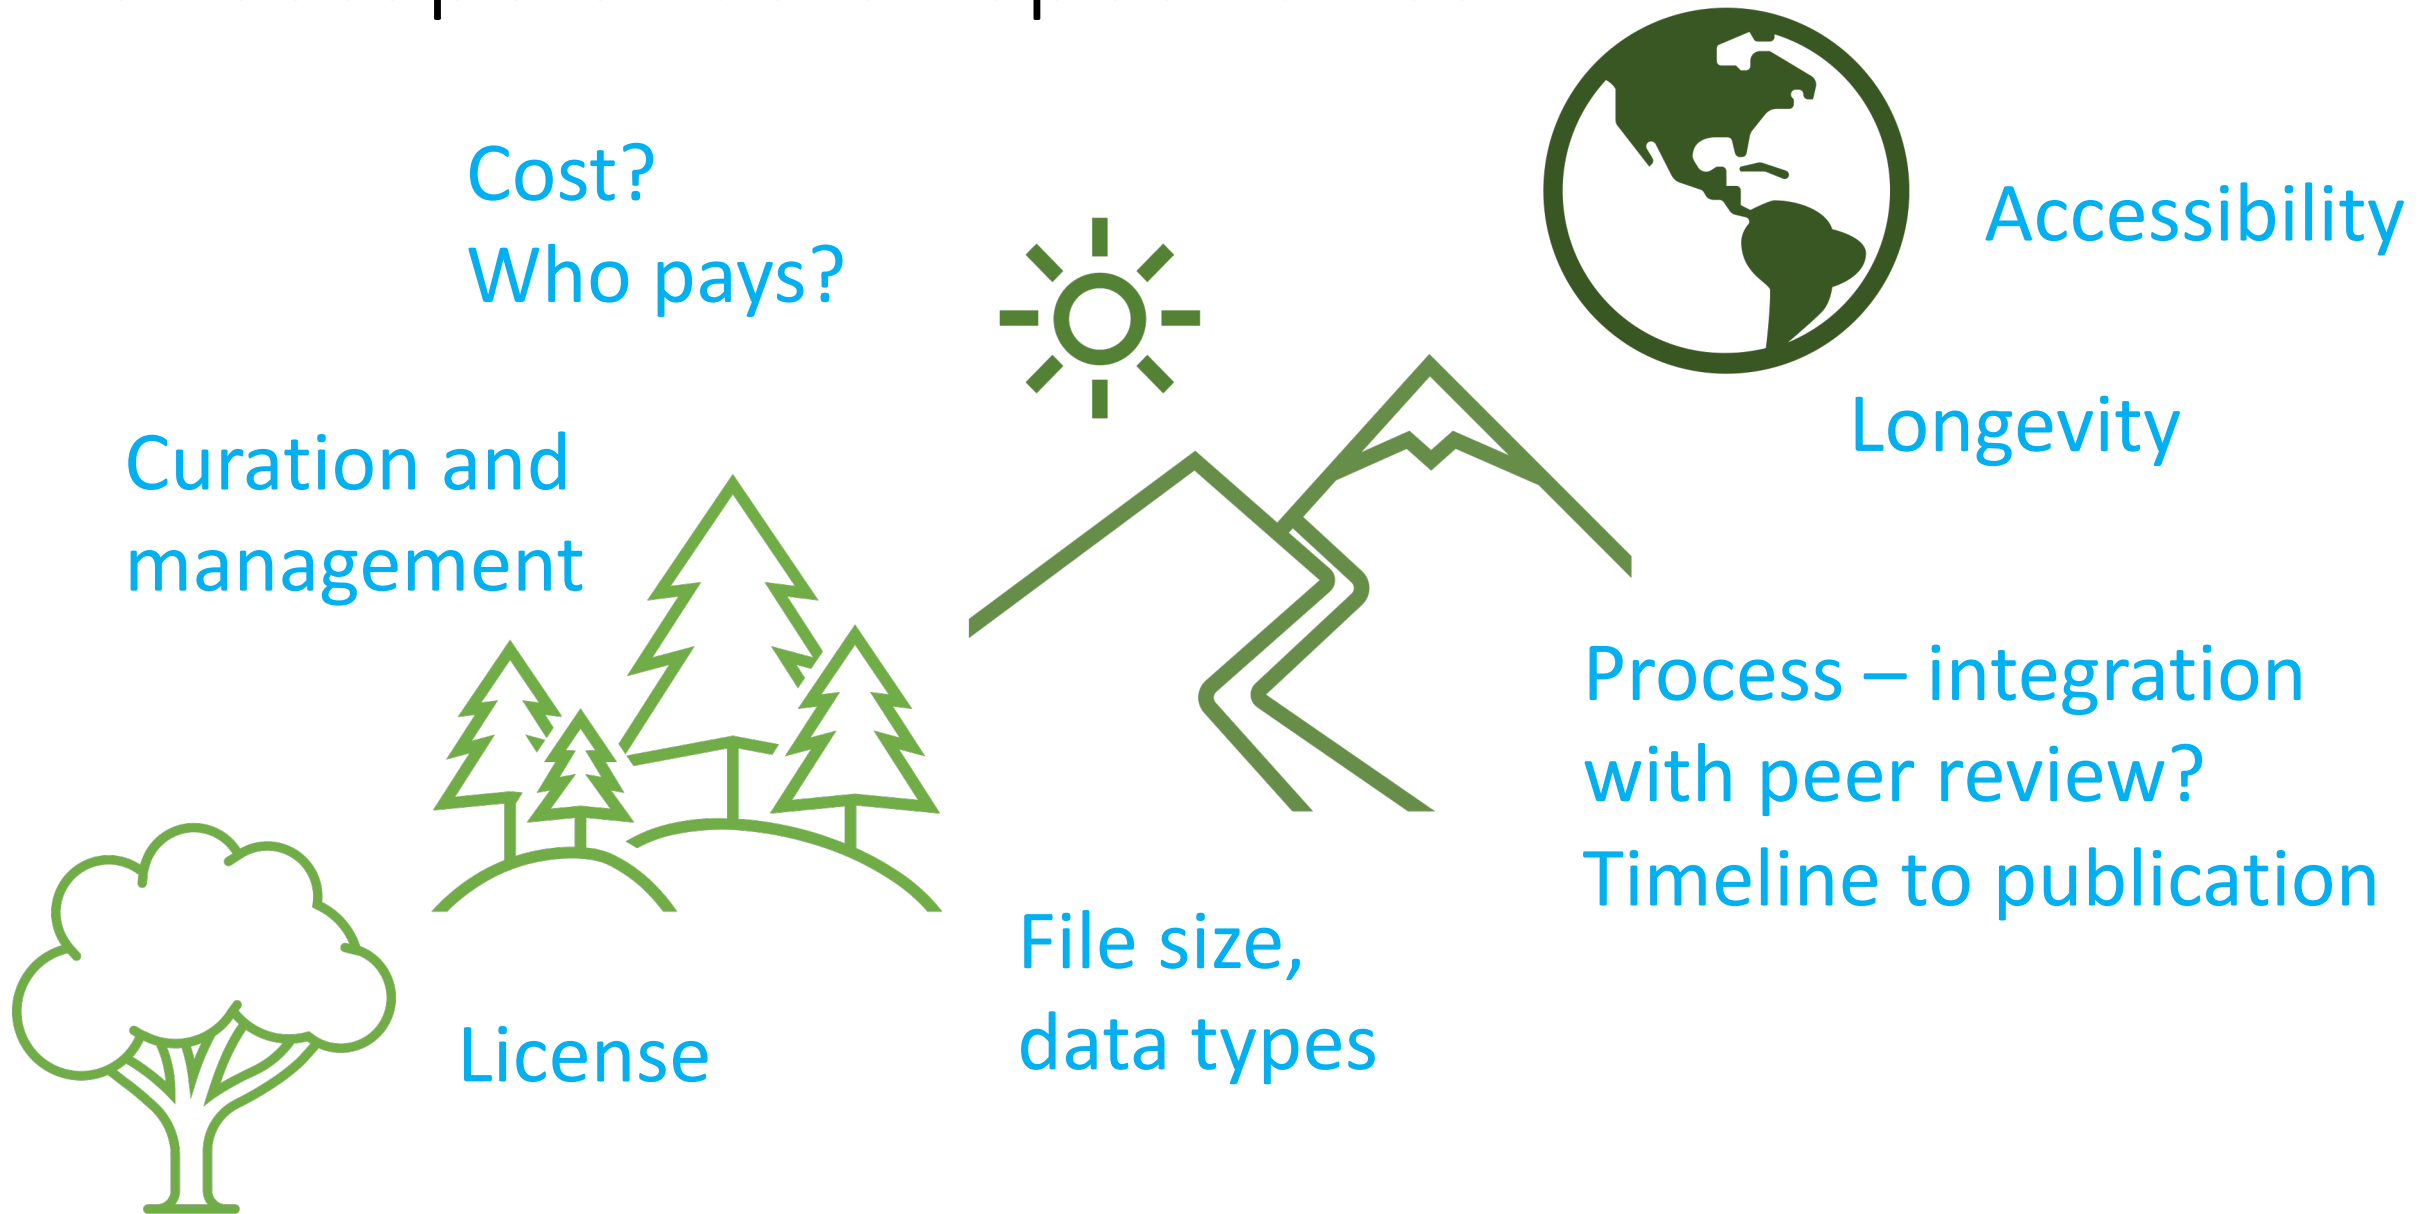 Cost?
Who pays?
Accessibility
Longevity
Curation and
management
Process – integration
with peer review?
Timeline to publication
File size,
data types
License